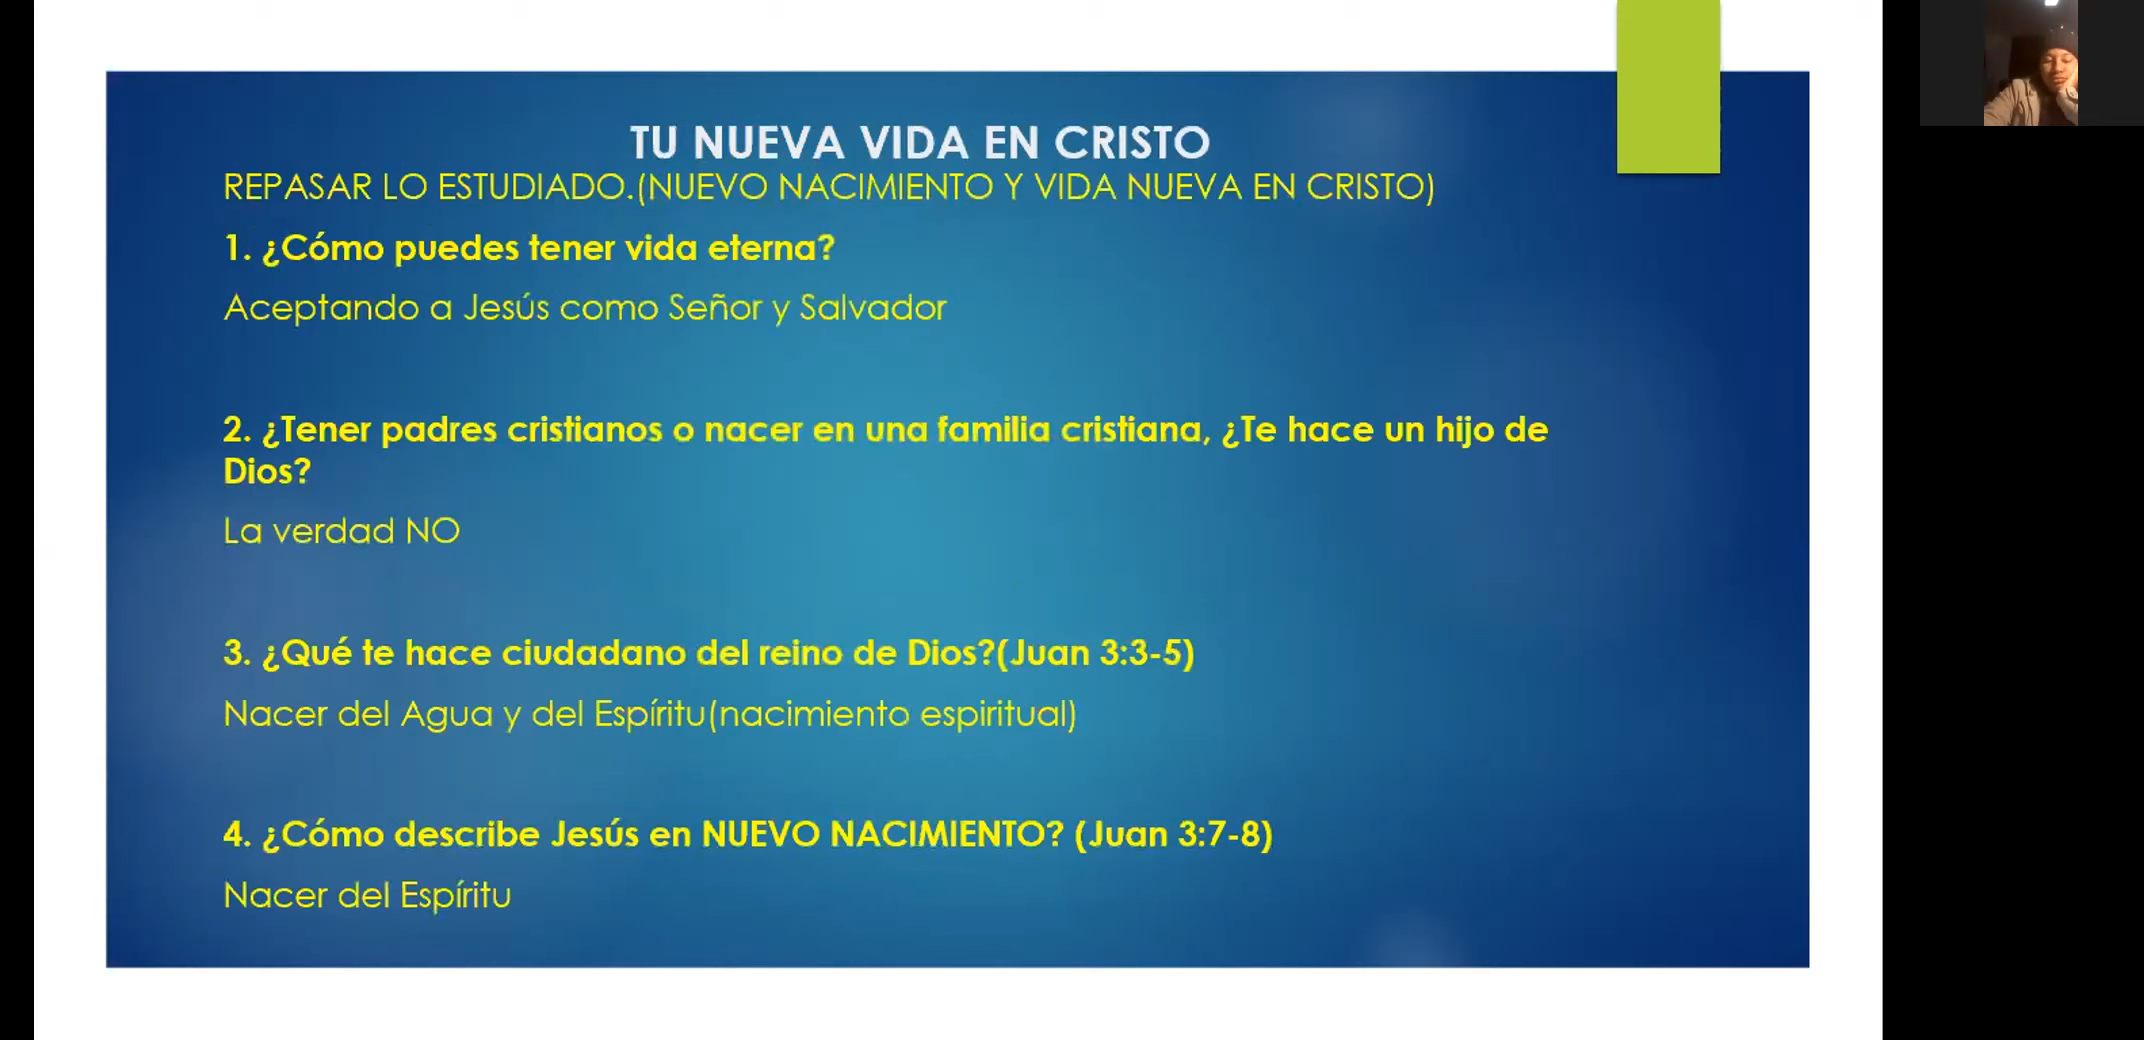 TU NUEVA VIDA EN CRISTO
REPASAR LO ESTUDIADO.(NUEVO NACIMIENTO Y VIDA NUEVA EN CRISTO)
1. ¿Cómo puedes tener vida eterna?
Aceptando a Jesús como Señor y Salvador
2. ¿Tener padres cristianos o nacer en una familia cristiana, ¿Te hace un hijo de
Dios?
La verdad NO
3. ¿Qué te hace ciudadano del reino de Dios?(Juan 3:3-5)
Nacer del Agua y del Espíritu(nacimiento espiritual)
4. ¿Cómo describe Jesús en NUEVO NACIMIENTO? (Juan 3:7-8)
Nacer del Espíritu